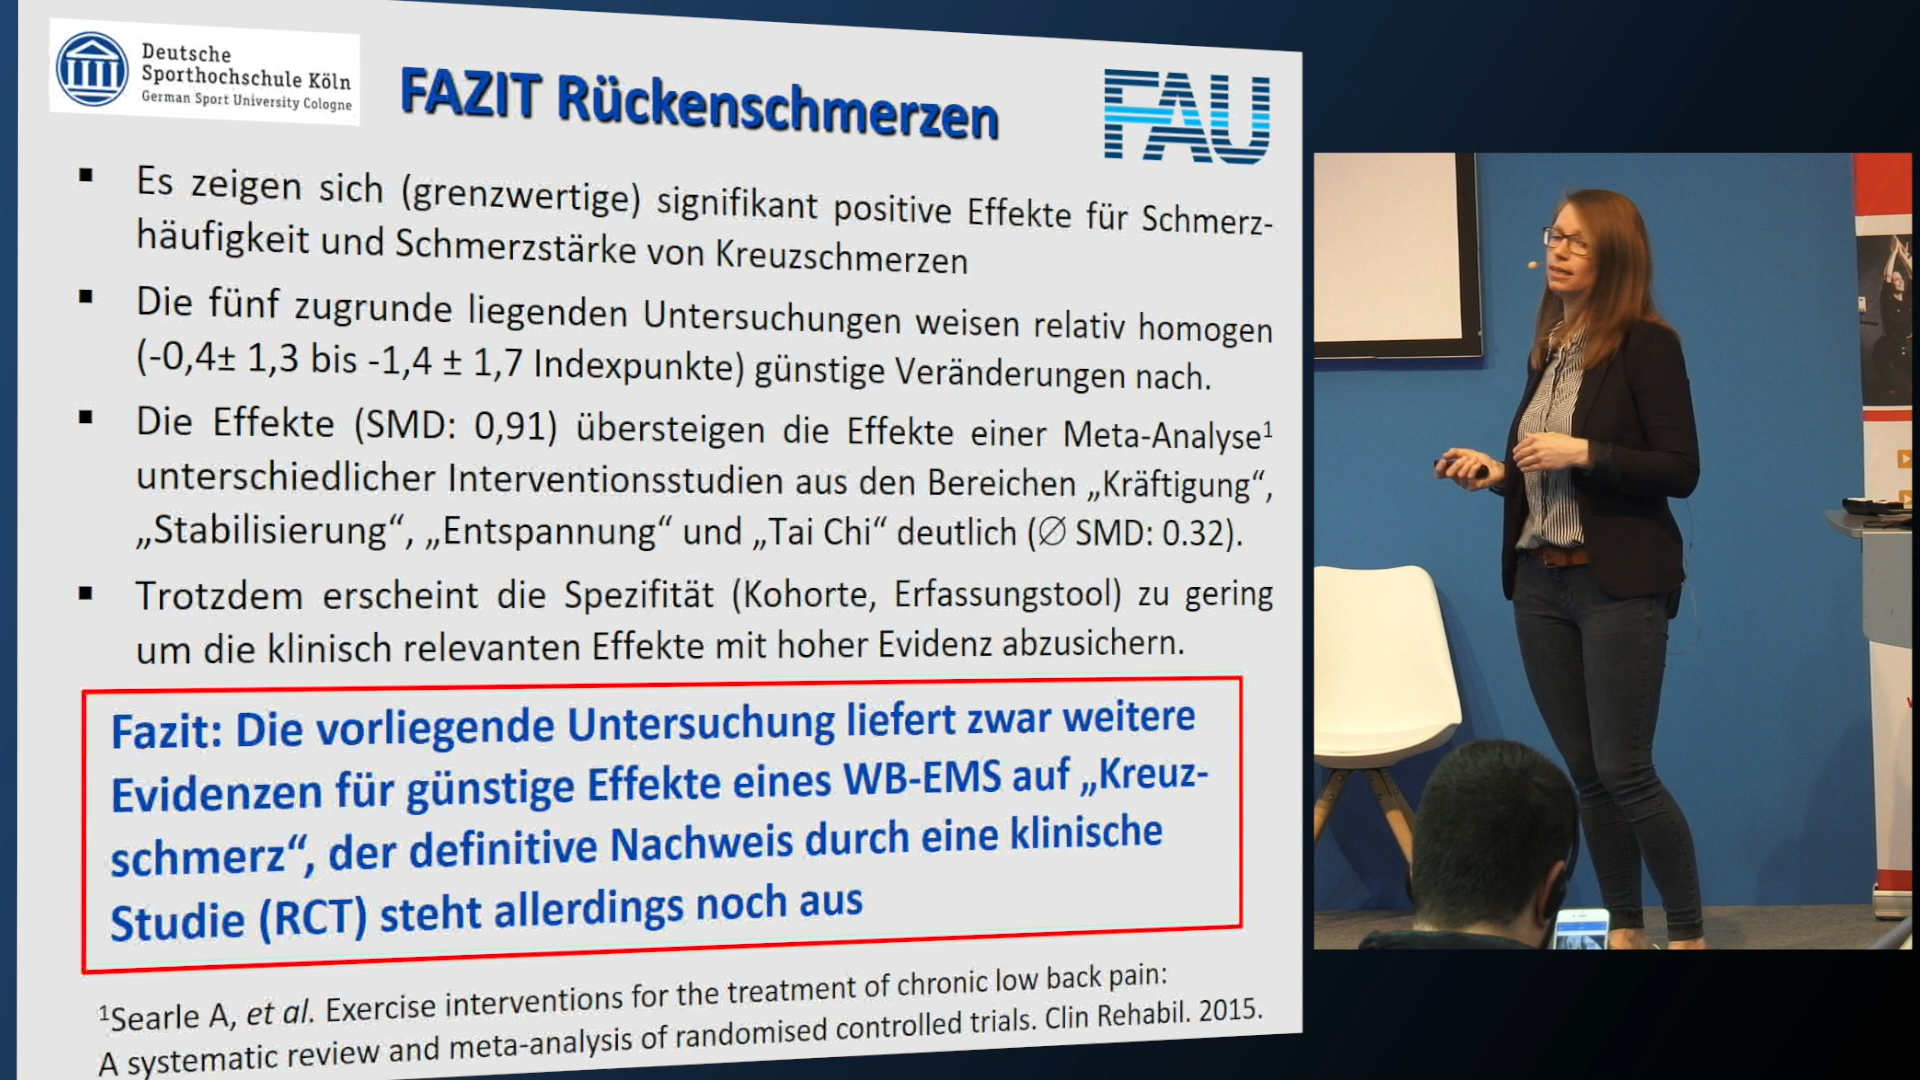 Deutsche
Sporthochschule Köln
German Sport University Cologne
FAZIT Rückenschmerzen
FAU
▪ Es zeigen sich (grenzwertige) signifikant positive Effekte für Schmerz-
häufigkeit und Schmerzstärke von Kreuzschmerzen
▪ Die fünf zugrunde liegenden Untersuchungen weisen relativ homogen
(-0,4± 1,3 bis -1,4 ± 1,7 Indexpunkte) günstige Veränderungen nach.
▪ Die Effekte (SMD: 0,91) übersteigen die Effekte einer Meta-Analyse¹
unterschiedlicher Interventionsstudien aus den Bereichen „Kräftigung“,
„Stabilisierung“, „Entspannung“ und „Tai Chi“ deutlich (∅ SMD: 0.32).
▪ Trotzdem erscheint die Spezifität (Kohorte, Erfassungstool) zu gering
um die klinisch relevanten Effekte mit hoher Evidenz abzusichern.
Fazit: Die vorliegende Untersuchung liefert zwar weitere
Evidenzen für günstige Effekte eines WB-EMS auf „Kreuz-
schmerz“, der definitive Nachweis durch eine klinische
Studie (RCT) steht allerdings noch aus
¹Searle A, et al. Exercise interventions for the treatment of chronic low back pain:
A systematic review and meta-analysis of randomised controlled trials. Clin Rehabil. 2015.